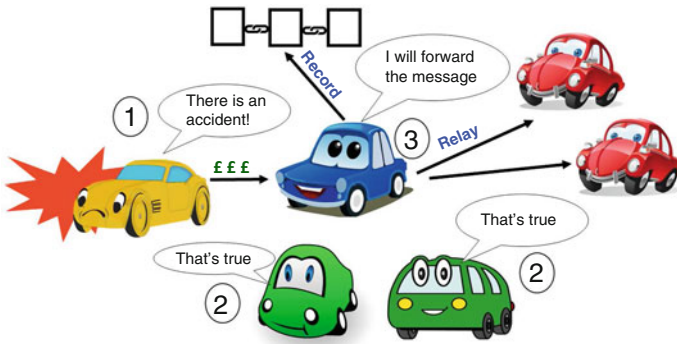 Record
I will forward
the message
There is an
accident!
1
£ £ £
3
Relay
That's true
2
That's true
2